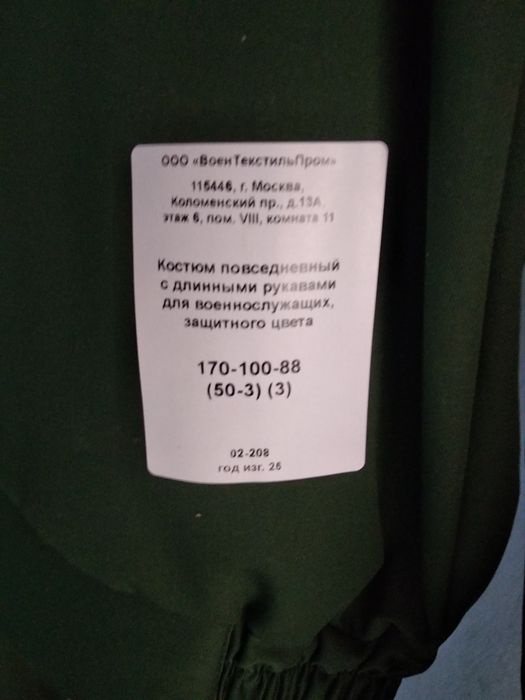 ООО «ВоенТекстильПром»
115446, г. Москва,
Коломенский пр., д.13А,
этаж 6, пом. VIII, комната 11
Костюм повседневный
с длинными рукавами
для военнослужащих,
защитного цвета
170-100-88
(50-3) (3)
02-208
год изг. 25